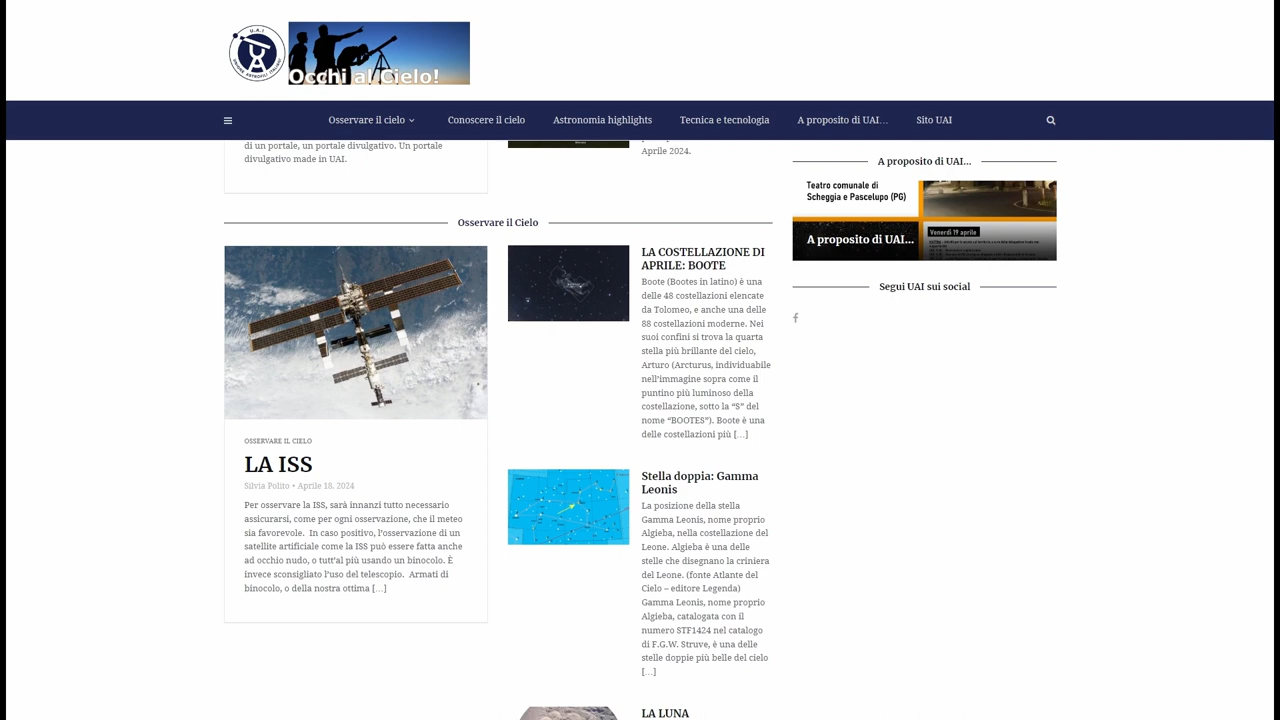 U.A.I
UNIONE ASTROFILI ITALIANI
Occhi al Cielo!
Osservare il cielo
Conoscere il cielo
Astronomia highlights
Tecnica e tecnologia
A proposito di UAI…
Sito UAI
di un portale, un portale divulgativo. Un portale
divulgativo made in UAI.
Aprile 2024.
Osservare il Cielo
OSSERVARE IL CIELO
LA ISS
Silvia Polito • Aprile 18, 2024
Per osservare la ISS, sarà innanzi tutto necessario
assicurarsi, come per ogni osservazione, che il meteo
sia favorevole.  In caso positivo, l’osservazione di un
satellite artificiale come la ISS può essere fatta anche
ad occhio nudo, o tutt’al più usando un binocolo. È
invece sconsigliato l’uso del telescopio.  Armati di
binocolo, o della nostra ottima […]
LA COSTELLAZIONE DI
APRILE: BOOTE
Boote (Bootes in latino) è una
delle 48 costellazioni elencate
da Tolomeo, e anche una delle
88 costellazioni moderne. Nei
suoi confini si trova la quarta
stella più brillante del cielo,
Arturo (Arcturus, individuabile
nell’immagine sopra come il
puntino più luminoso della
costellazione, sotto la “S” del
nome “BOOTES”). Boote è una
delle costellazioni più […]
Stella doppia: Gamma
Leonis
La posizione della stella
Gamma Leonis, nome proprio
Algieba, nella costellazione del
Leone. Algieba è una delle
stelle che disegnano la criniera
del Leone. (fonte Atlante del
Cielo – editore Legenda)
Gamma Leonis, nome proprio
Algieba, catalogata con il
numero STF1424 nel catalogo
di F.G.W. Struve, è una delle
stelle doppie più belle del cielo
[…]
LA LUNA
A proposito di UAI…
Teatro comunale di
Scheggia e Pascelupo (PG)
A proposito di UAI…
Venerdì 19 aprile
Segui UAI sui social